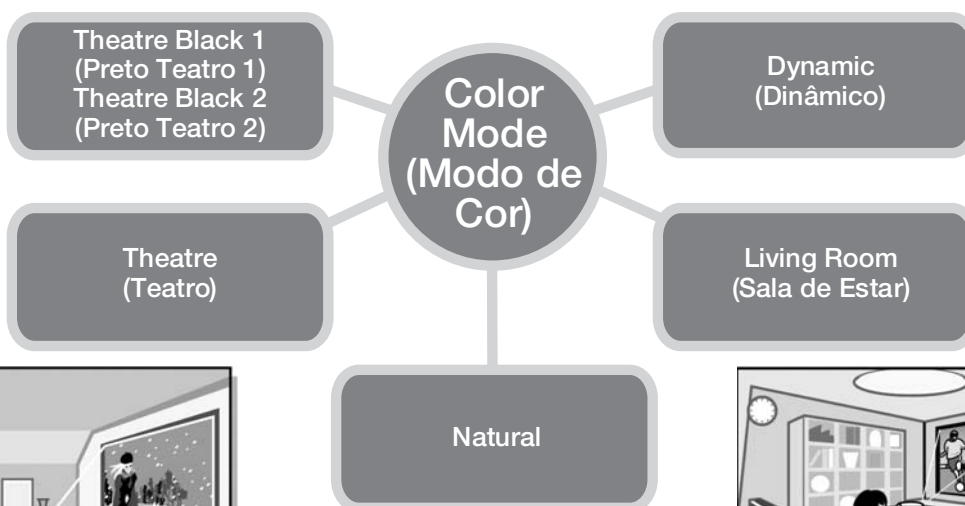 Theatre Black 1
(Preto Teatro 1)
Theatre Black 2
(Preto Teatro 2)
Color
Mode
(Modo de
Cor)
Dynamic
(Dinâmico)
Theatre
(Teatro)
Living Room
(Sala de Estar)
Natural